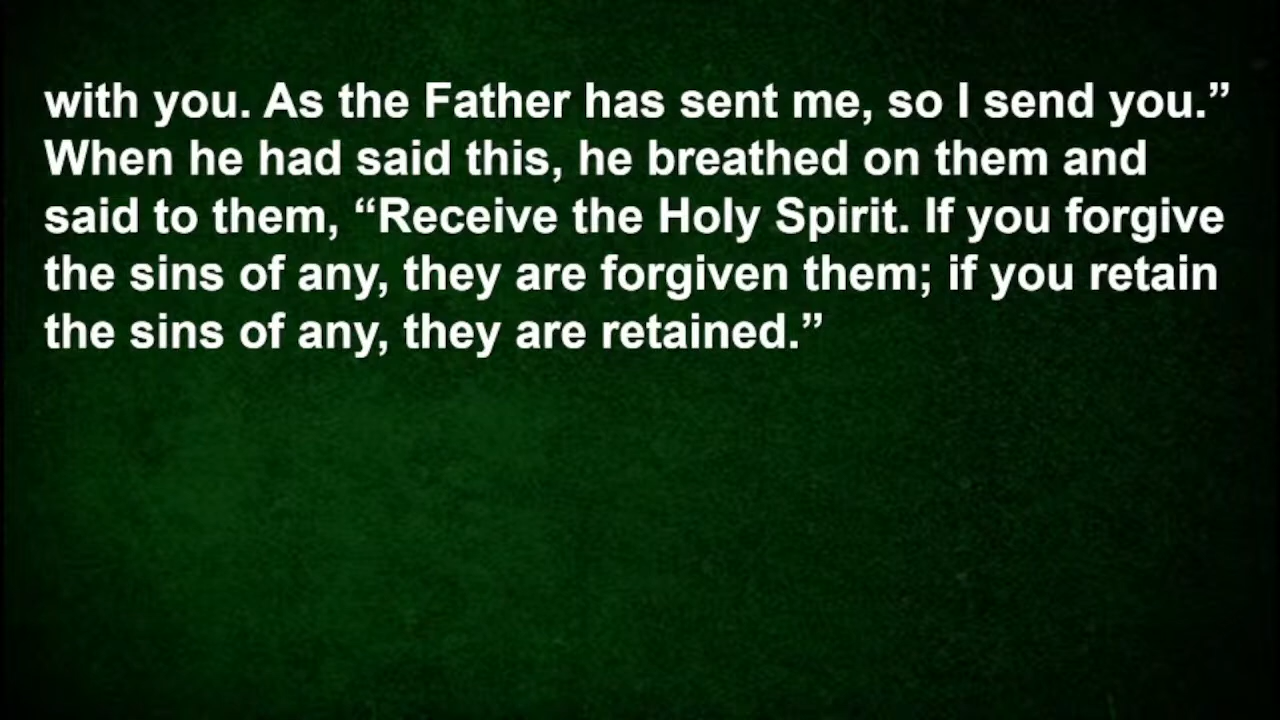 with you. As the Father has sent me, so I send you.”
When he had said this, he breathed on them and
said to them, “Receive the Holy Spirit. If you forgive
the sins of any, they are forgiven them; if you retain
the sins of any, they are retained.”